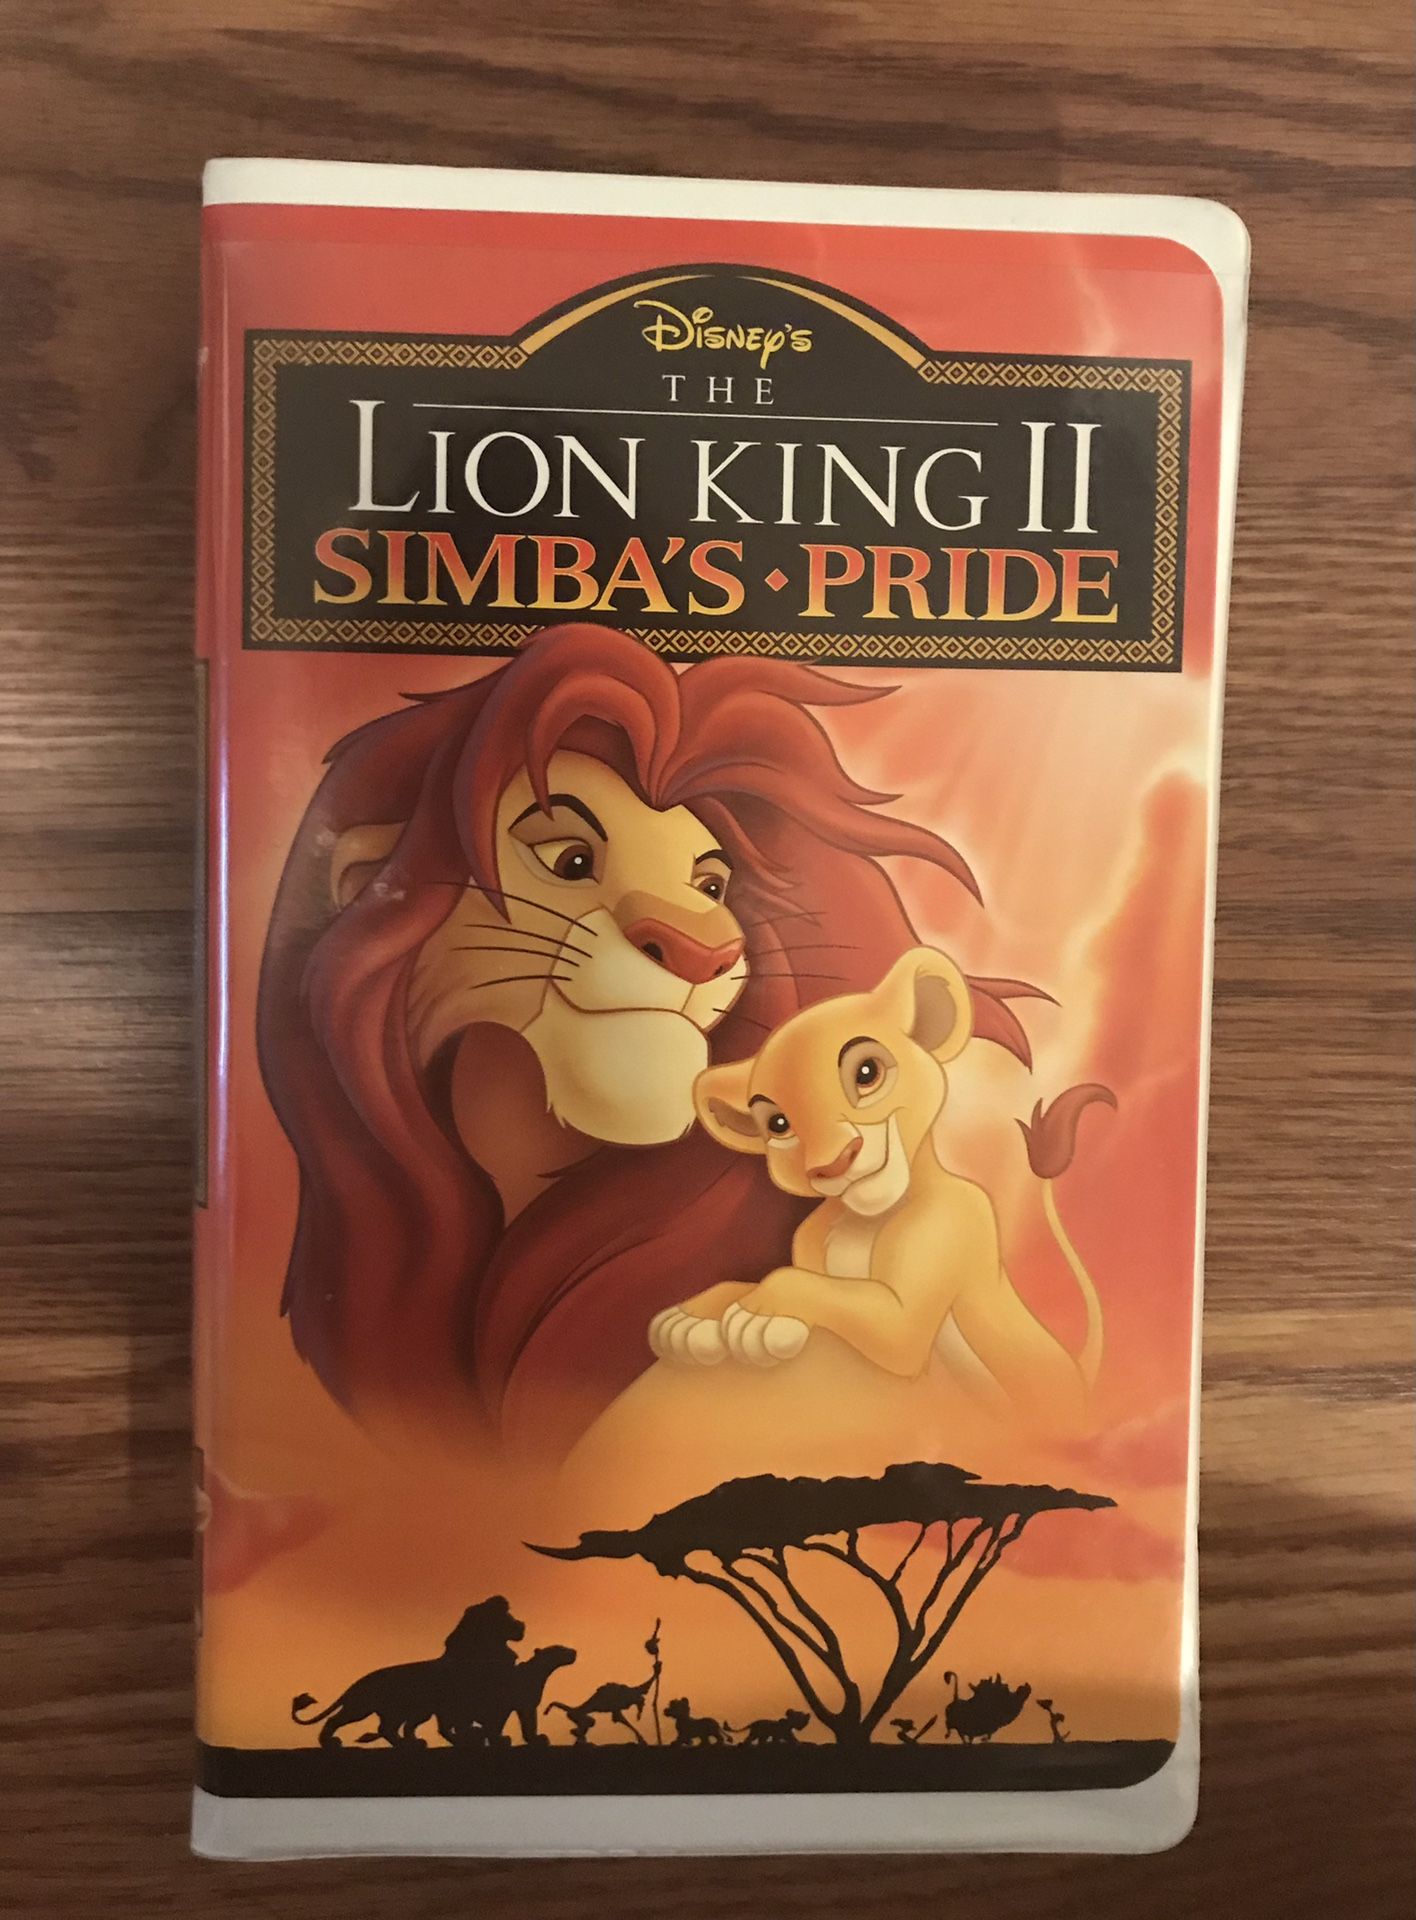 Disney's
THE
LION KING II
SIMBA'S · PRIDE